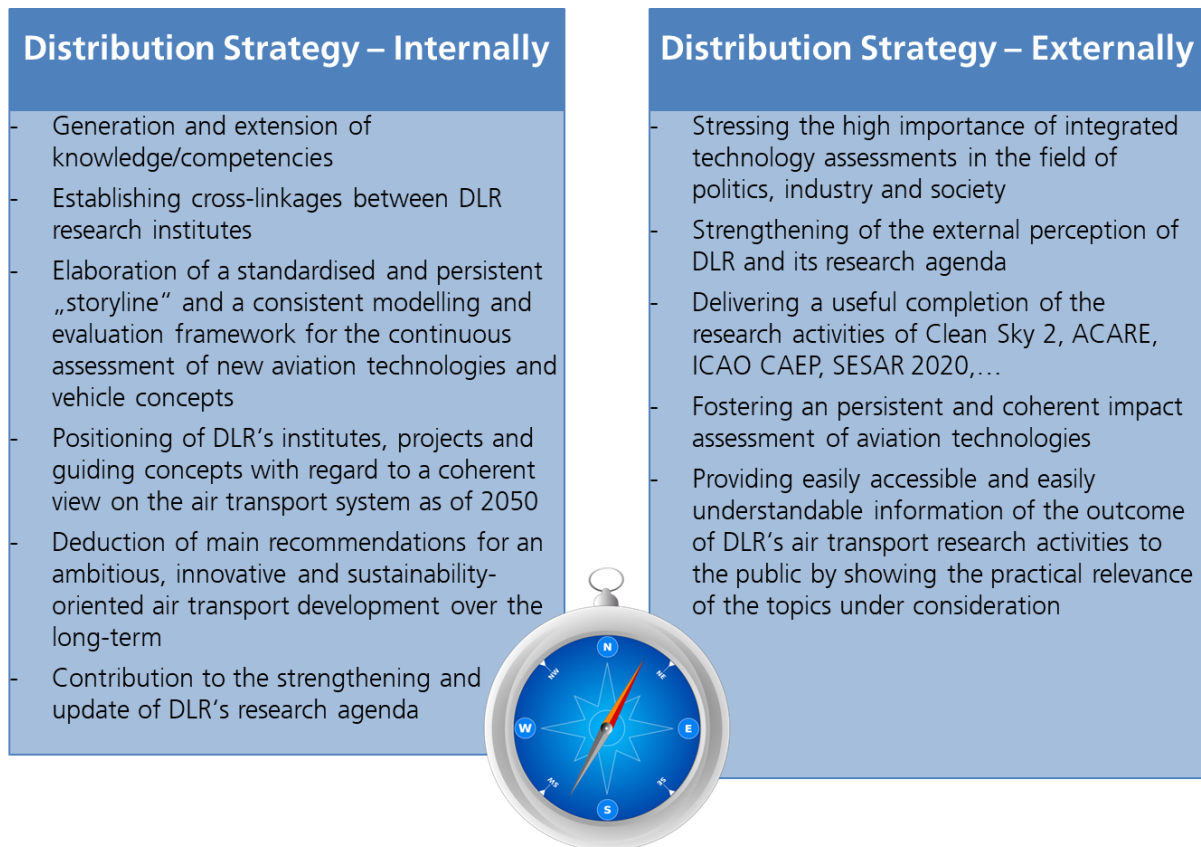 Distribution Strategy – Internally
- Generation and extension of
knowledge/competencies
- Establishing cross-linkages between DLR
research institutes
- Elaboration of a standardised and persistent
„storyline“ and a consistent modelling and
evaluation framework for the continuous
assessment of new aviation technologies and
vehicle concepts
- Positioning of DLR's institutes, projects and
guiding concepts with regard to a coherent
view on the air transport system as of 2050
- Deduction of main recommendations for an
ambitious, innovative and sustainability-
oriented air transport development over the
long-term
- Contribution to the strengthening and
update of DLR's research agenda
Distribution Strategy – Externally
- Stressing the high importance of integrated
technology assessments in the field of
politics, industry and society
- Strengthening of the external perception of
DLR and its research agenda
- Delivering a useful completion of the
research activities of Clean Sky 2, ACARE,
ICAO CAEP, SESAR 2020,...
- Fostering an persistent and coherent impact
assessment of aviation technologies
- Providing easily accessible and easily
understandable information of the outcome
of DLR's air transport research activities to
the public by showing the practical relevance
of the topics under consideration
N
NW
NE
W
E
SW
SE
S